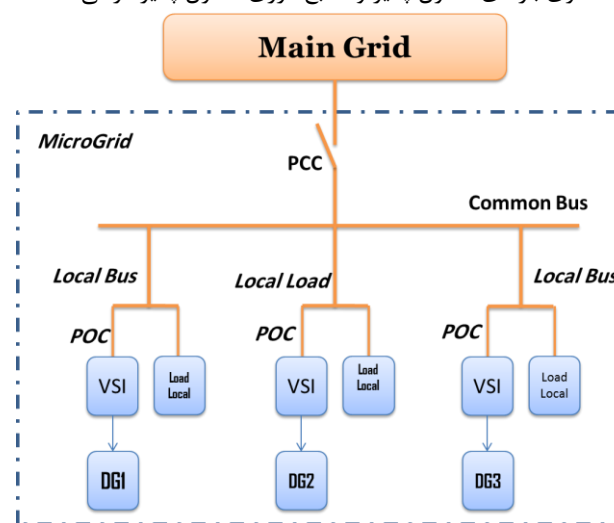 Main Grid
MicroGrid
PCC
Common Bus
Local Bus
Local Load
Local Bus
POC
POC
POC
VSI
Load
Local
VSI
Load
Local
VSI
Load
Local
DG1
DG2
DG3